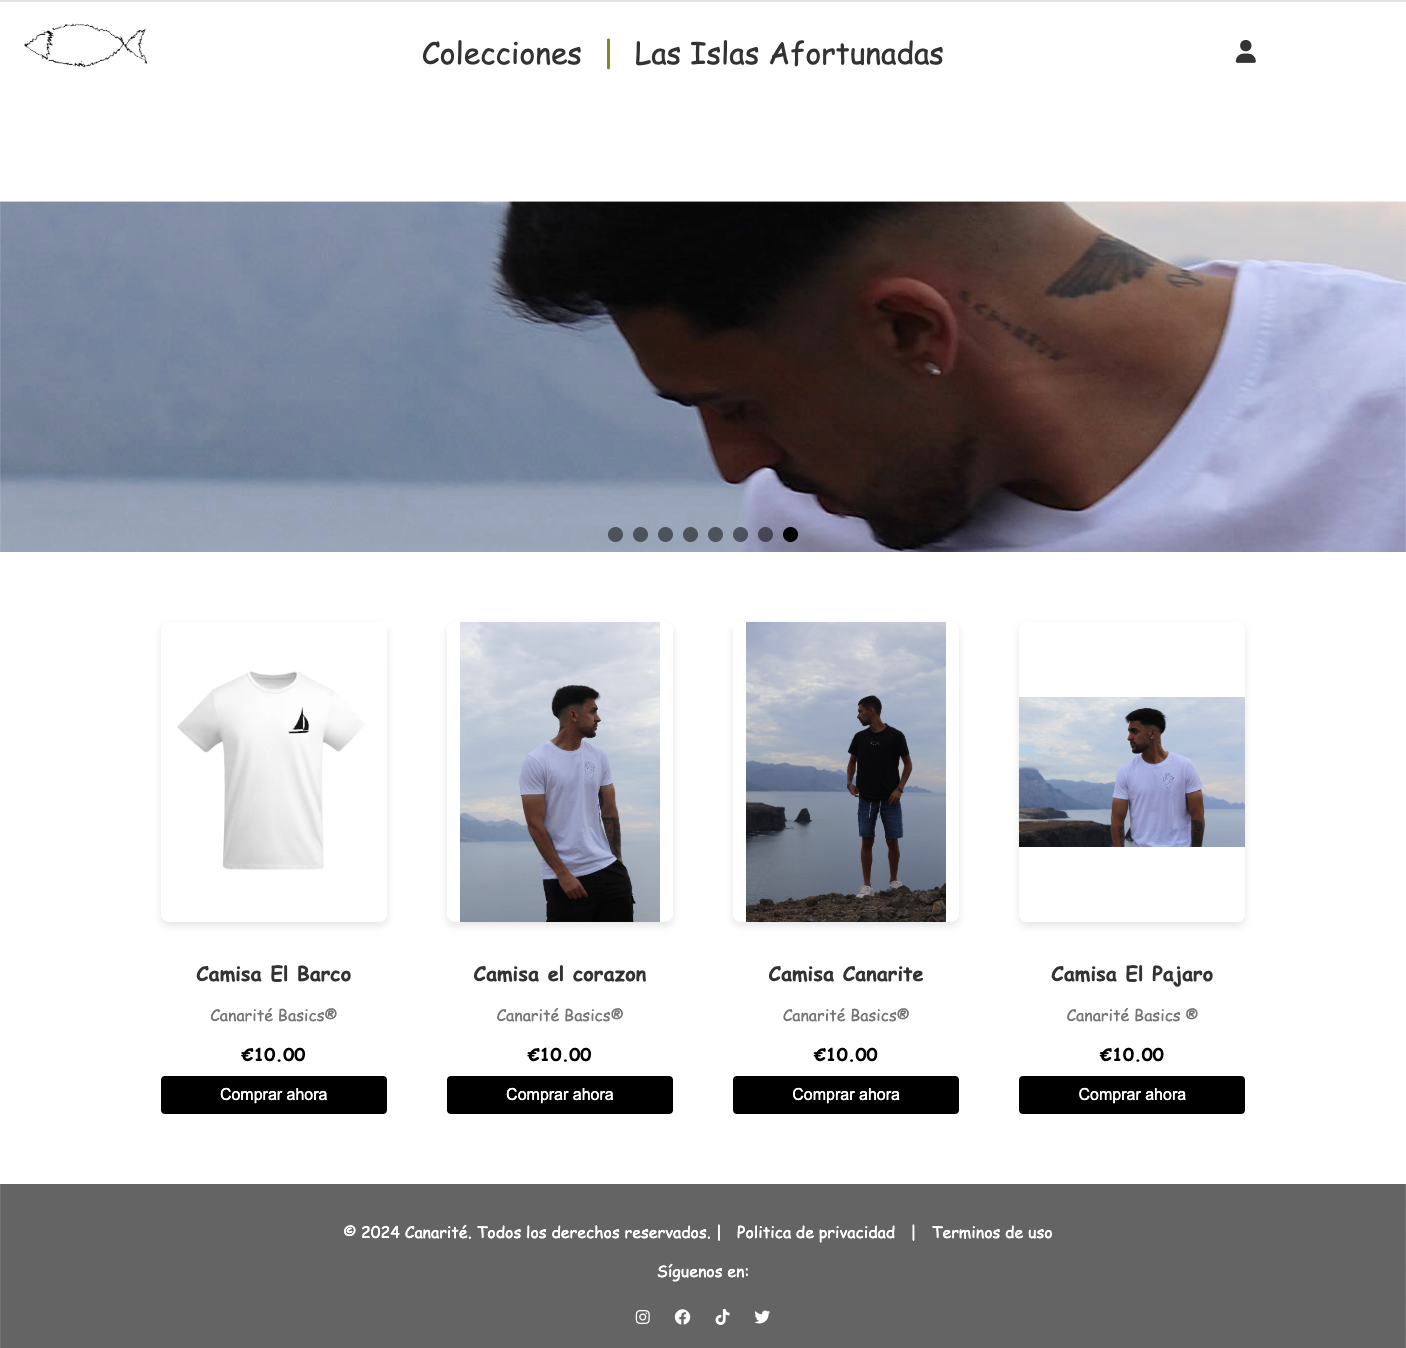 Colecciones | Las Islas Afortunadas
Camisa El Barco
Canarité Basics®
€10.00
Comprar ahora
Camisa el corazon
Canarité Basics®
€10.00
Comprar ahora
Camisa Canarite
Canarité Basics®
€10.00
Comprar ahora
Camisa El Pajaro
Canarité Basics ®
€10.00
Comprar ahora
© 2024 Canarité. Todos los derechos reservados. | Politica de privacidad | Terminos de uso
Síguenos en: